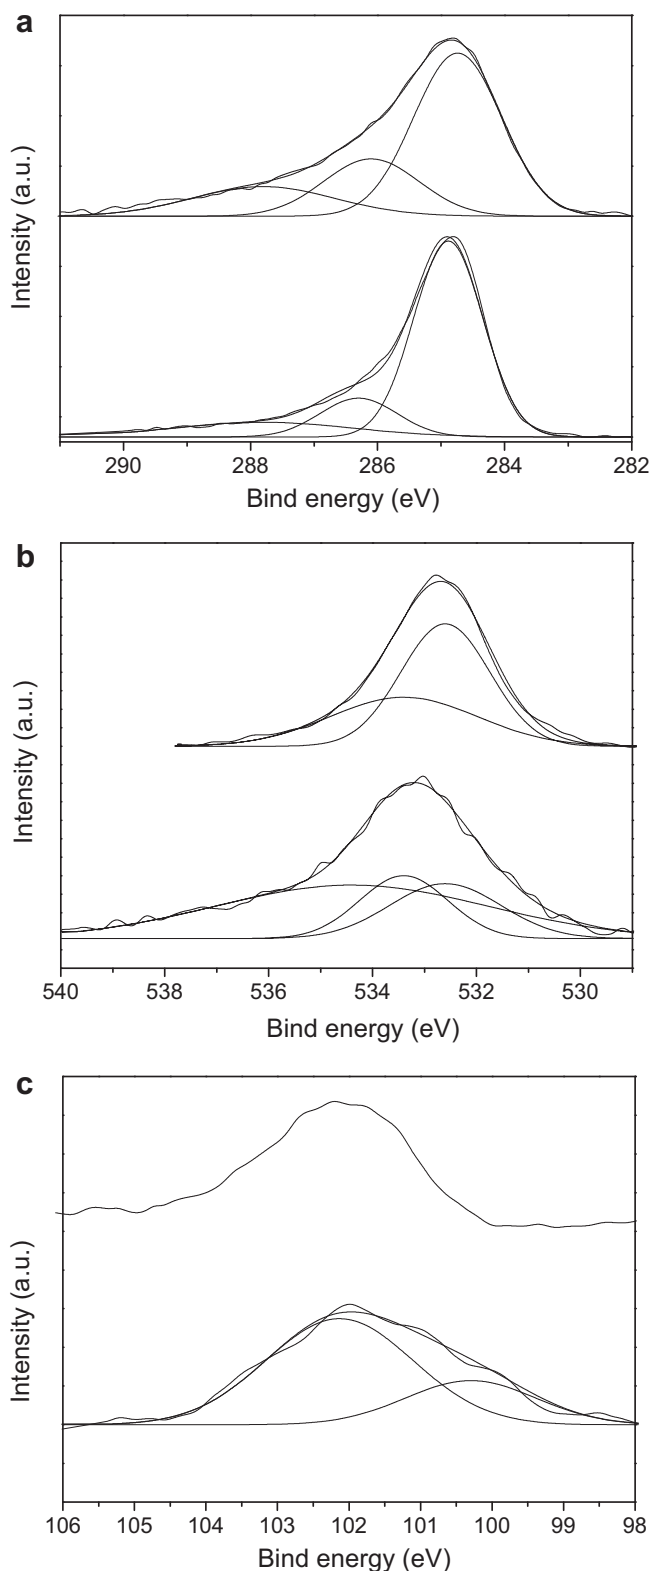 a
Intensity (a.u.)
Intensity (a.u.)
290 288 286 284 282
Bind energy (eV)
b
Intensity (a.u.)
540 538 536 534 532 530
Bind energy (eV)
c
Intensity (a.u.)
106 105 104 103 102 101 100 99 98
Bind energy (eV)